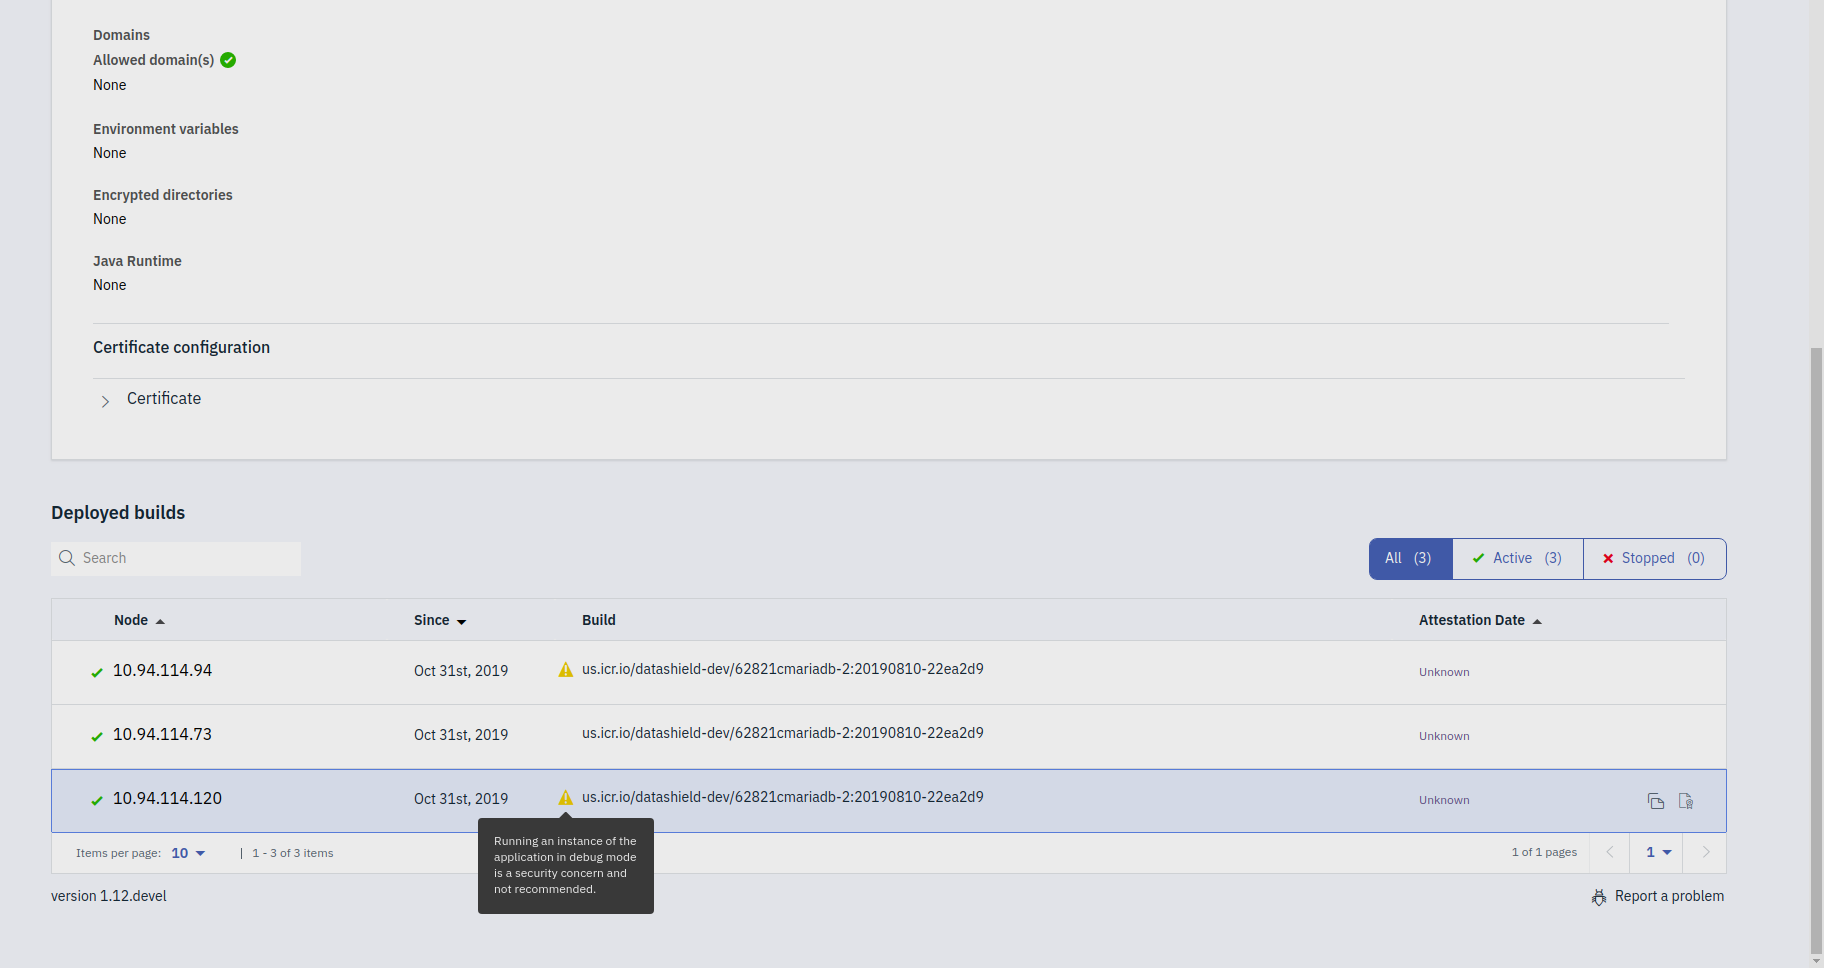 Domains
Allowed domain(s)
None
Environment variables
None
Encrypted directories
None
Java Runtime
None
Certificate configuration
Certificate
Deployed builds
Search
All (3) Active (3) Stopped (0)
Node Since Build Attestation Date
10.94.114.94 Oct 31st, 2019 us.icr.io/datashield-dev/62821cmariadb-2:20190810-22ea2d9 Unknown
10.94.114.73 Oct 31st, 2019 us.icr.io/datashield-dev/62821cmariadb-2:20190810-22ea2d9 Unknown
10.94.114.120 Oct 31st, 2019 us.icr.io/datashield-dev/62821cmariadb-2:20190810-22ea2d9 Unknown
Running an instance of the
application in debug mode
is a security concern and
not recommended.
Items per page: 10 | 1 - 3 of 3 items 1 of 1 pages 1
version 1.12.devel Report a problem